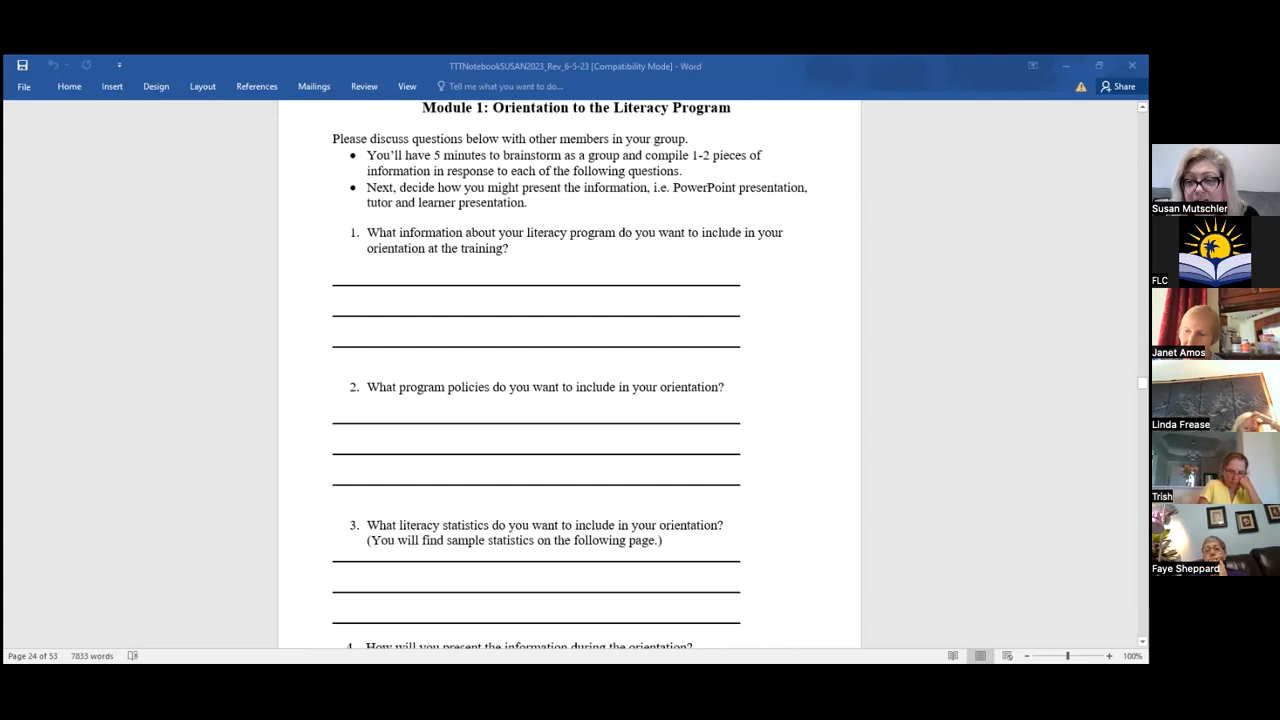 TTTNotebookSUSAN2023_Rev_6-5-23 [Compatibility Mode] - Word
File Home Insert Design Layout References Mailings Review View Tell me what you want to do... Share
Module 1: Orientation to the Literacy Program
Please discuss questions below with other members in your group.
• You'll have 5 minutes to brainstorm as a group and compile 1-2 pieces of
information in response to each of the following questions.
• Next, decide how you might present the information, i.e. PowerPoint presentation,
tutor and learner presentation.
1. What information about your literacy program do you want to include in your
orientation at the training?
2. What program policies do you want to include in your orientation?
3. What literacy statistics do you want to include in your orientation?
(You will find sample statistics on the following page.)
4. How will you present the information during the orientation?
Page 24 of 53 7833 words 100%
Susan Mutschler
FLC
Janet Amos
Linda Frease
Trish
Faye Sheppard